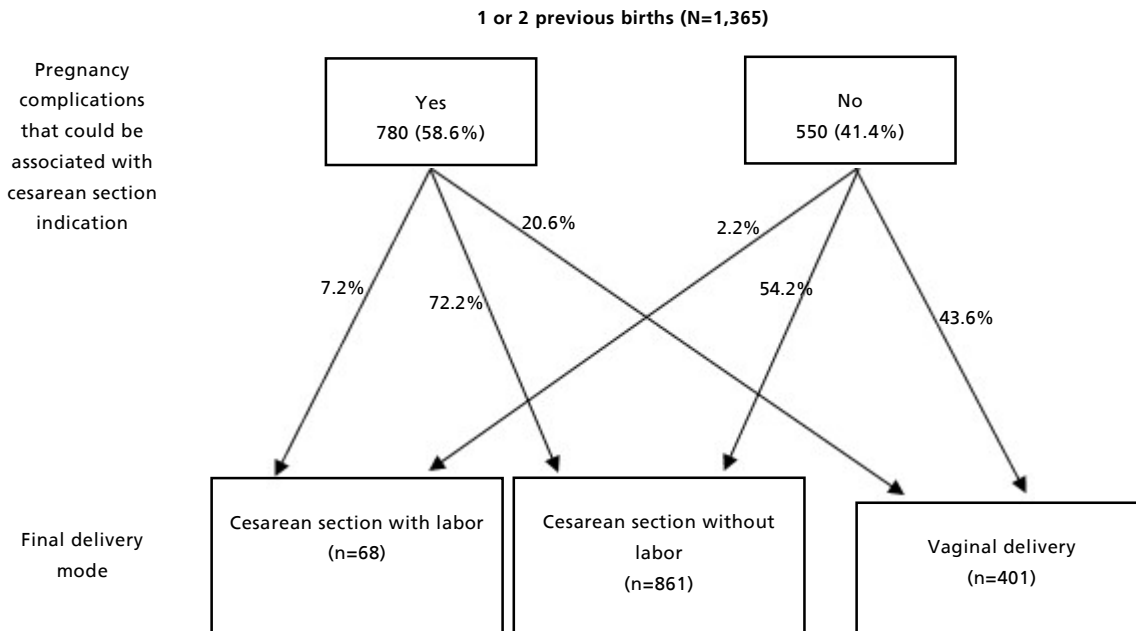 1 or 2 previous births (N=1,365)
Pregnancy
complications
that could be
associated with
cesarean section
indication
Yes
780 (58.6%)
No
550 (41.4%)
20.6%
2.2%
7.2%
72.2%
54.2%
43.6%
Final delivery
mode
Cesarean section with labor
(n=68)
Cesarean section without
labor
(n=861)
Vaginal delivery
(n=401)